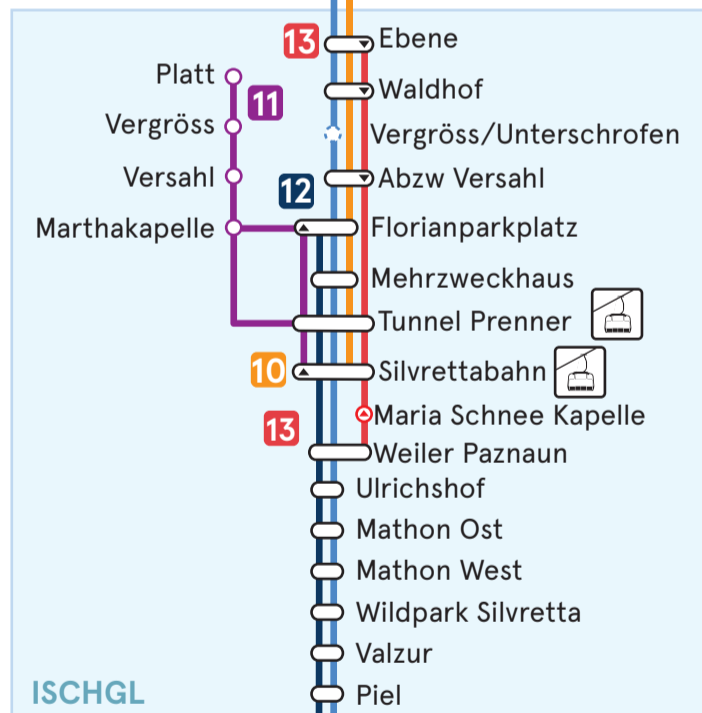 13 Ebene
Platt
11
Waldhof
Vergröss
Vergröss/Unterschrofen
Versahl
12
Abzw Versahl
Marthakapelle
Florianparkplatz
Mehrzweckhaus
Tunnel Prenner
10
Silvrettabahn
Maria Schnee Kapelle
13
Weiler Paznaun
Ulrichshof
Mathon Ost
Mathon West
Wildpark Silvretta
Valzur
ISCHGL
Piel